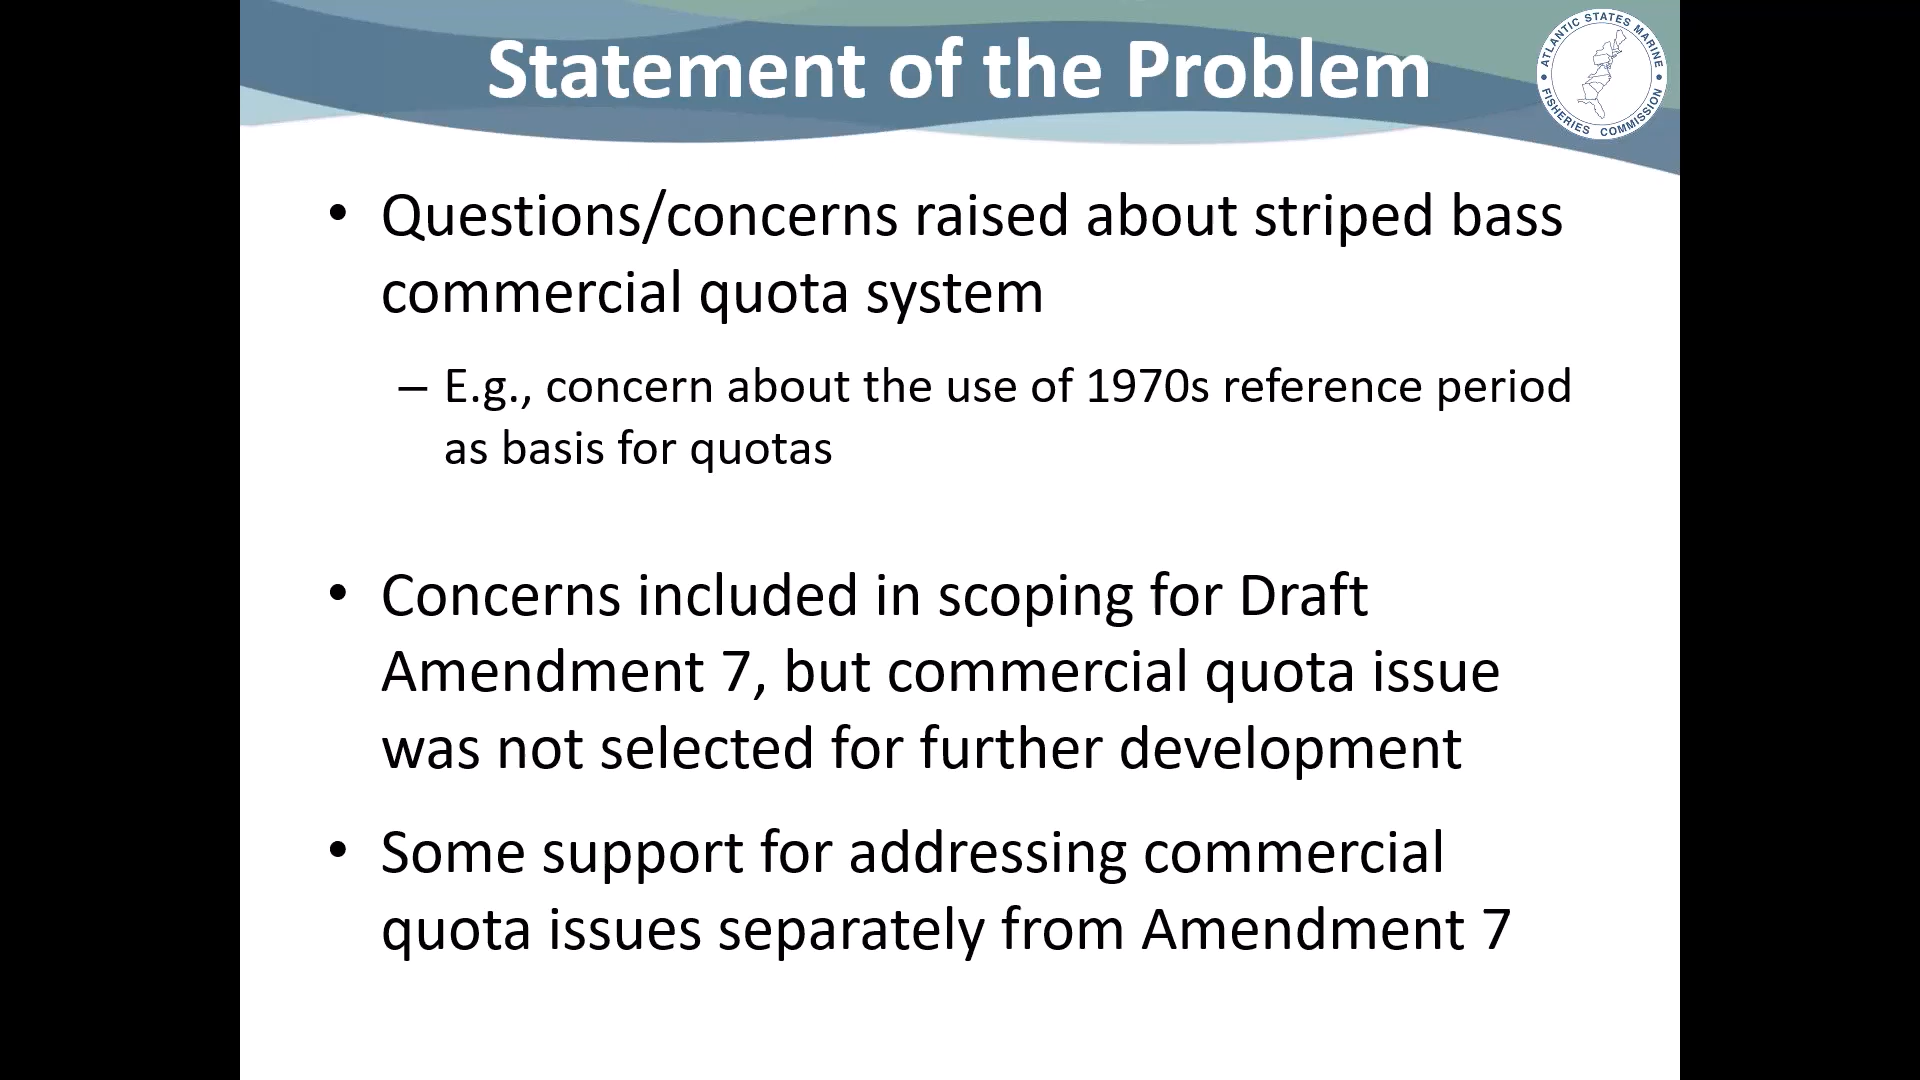 Statement of the Problem
ATLANTIC STATES MARINE
FISHERIES COMMISSION
• Questions/concerns raised about striped bass
commercial quota system
– E.g., concern about the use of 1970s reference period
as basis for quotas
• Concerns included in scoping for Draft
Amendment 7, but commercial quota issue
was not selected for further development
• Some support for addressing commercial
quota issues separately from Amendment 7